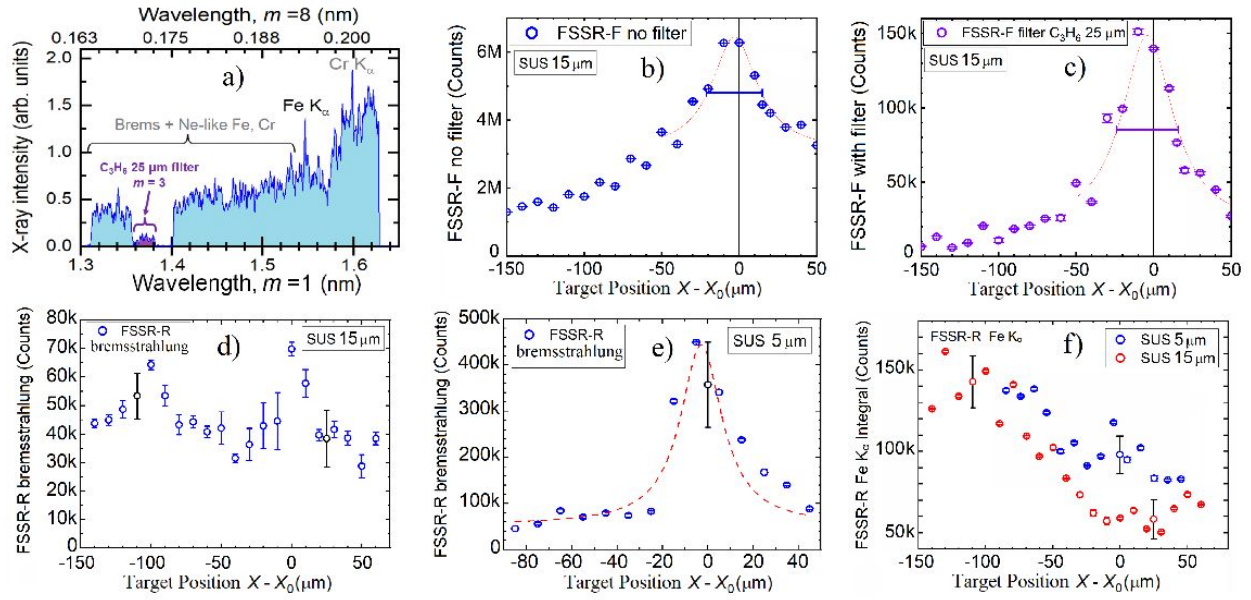 Wavelength, m =8 (nm)
0.163 0.175 0.188 0.200
X-ray intensity (arb. units)
2.0
1.5
1.0
0.5
0.0
a)
Cr Kα
Fe Kα
Brems + Ne-like Fe, Cr
C3H6 25 μm filter
m = 3
1.3 1.4 1.5 1.6
Wavelength, m =1 (nm)
FSSR-F no filter (Counts)
6M
4M
2M
0
FSSR-F no filter
SUS 15 μm
b)
-150 -100 -50 0 50
Target Position X - X0(μm)
FSSR-F with filter (Counts)
150k
100k
50k
0
FSSR-F filter C3H6 25 μm
SUS 15 μm
c)
-150 -100 -50 0 50
Target Position X - X0(μm)
FSSR-R bremsstrahlung (Counts)
80k
70k
60k
50k
40k
30k
20k
10k
0
FSSR-R
bremsstrahlung
d)
SUS 15 μm
-150 -100 -50 0 50
Target Position X - X0(μm)
FSSR-R bremsstrahlung (Counts)
500k
400k
300k
200k
100k
0
FSSR-R
bremsstrahlung
e)
SUS 5 μm
-80 -60 -40 -20 0 20 40
Target Position X - X0(μm)
FSSR-R Fe Kα Integral (Counts)
150k
100k
50k
FSSR-R Fe Kα
SUS 5 μm
SUS 15 μm
f)
-150 -100 -50 0 50
Target Position X - X0(μm)